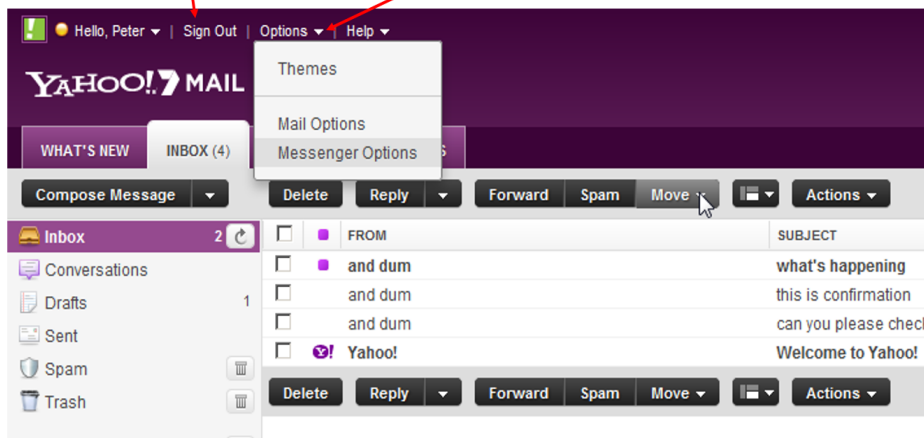 Hello, Peter | Sign Out | Options | Help
Themes
YAHOO!7 MAIL
Mail Options
Messenger Options
WHAT'S NEW INBOX (4)
Compose Message Delete Reply Forward Spam Move Actions
Inbox 2 FROM SUBJECT
Conversations and dum what's happening
Drafts 1 and dum this is confirmation
Sent and dum can you please
Spam Y! Yahoo! Welcome to Yahoo!
Trash Delete Reply Forward Spam Move Actions